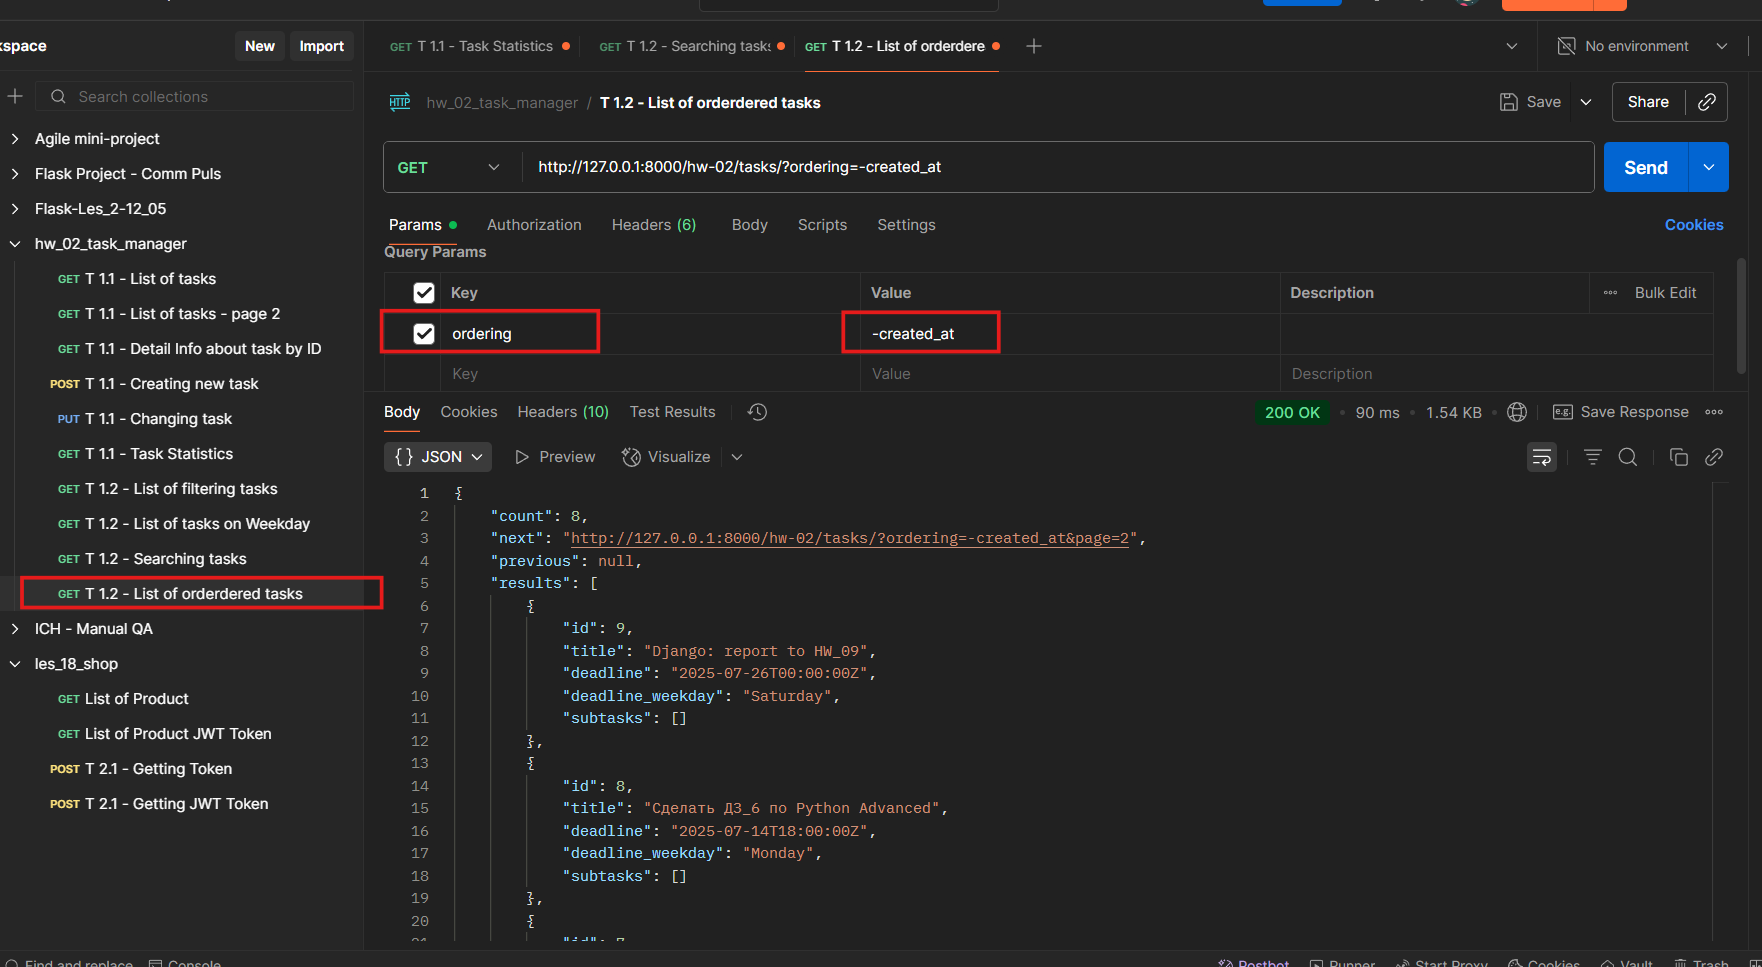 kspace
New
Import
GET T 1.1 - Task Statistics
GET T 1.2 - Searching tasks
GET T 1.2 - List of orderdere
No environment
Search collections
hw_02_task_manager / T 1.2 - List of orderdered tasks
Save
Share
Agile mini-project
Flask Project - Comm Puls
Flask-Les_2-12_05
hw_02_task_manager
GET T 1.1 - List of tasks
GET T 1.1 - List of tasks - page 2
GET T 1.1 - Detail Info about task by ID
POST T 1.1 - Creating new task
PUT T 1.1 - Changing task
GET T 1.1 - Task Statistics
GET T 1.2 - List of filtering tasks
GET T 1.2 - List of tasks on Weekday
GET T 1.2 - Searching tasks
GET T 1.2 - List of orderdered tasks
ICH - Manual QA
les_18_shop
GET List of Product
GET List of Product JWT Token
POST T 2.1 - Getting Token
POST T 2.1 - Getting JWT Token
GET
http://127.0.0.1:8000/hw-02/tasks/?ordering=-created_at
Send
Params
Authorization
Headers (6)
Body
Scripts
Settings
Cookies
Query Params
Key Value Description Bulk Edit
ordering -created_at
Key Value Description
Body Cookies Headers (10) Test Results
200 OK 90 ms 1.54 KB Save Response
{} JSON Preview Visualize
1 {
2 "count": 8,
3 "next": "http://127.0.0.1:8000/hw-02/tasks/?ordering=-created_at&page=2",
4 "previous": null,
5 "results": [
6 {
7 "id": 9,
8 "title": "Django: report to HW_09",
9 "deadline": "2025-07-26T00:00:00Z",
10 "deadline_weekday": "Saturday",
11 "subtasks": []
12 },
13 {
14 "id": 8,
15 "title": "Сделать ДЗ_6 по Python Advanced",
16 "deadline": "2025-07-14T18:00:00Z",
17 "deadline_weekday": "Monday",
18 "subtasks": []
19 },
20 {
21 "id": 7
Find and replace
Console
Postbot
Runner
Start Proxy
Cookies
Vault
Trash